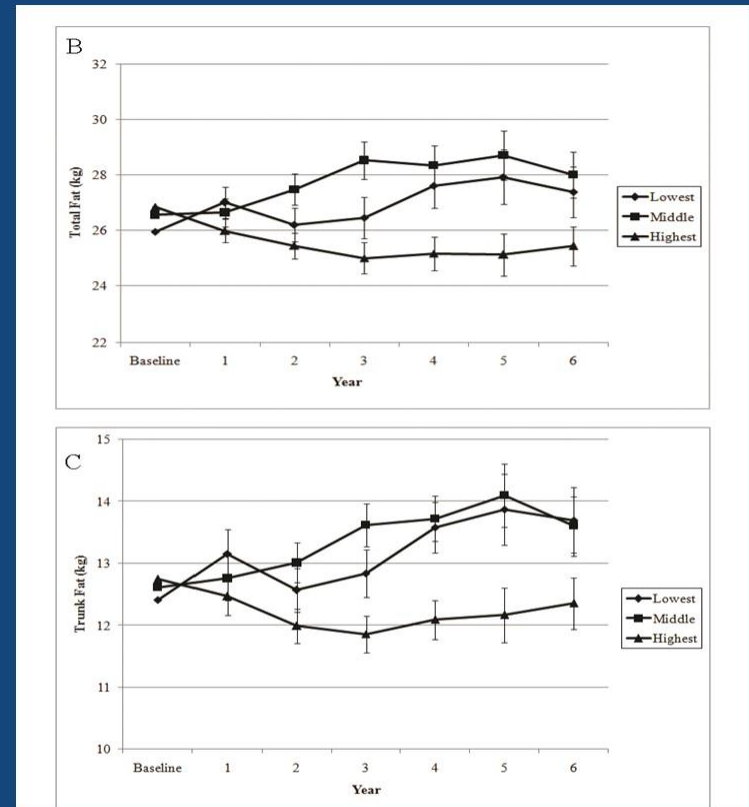 B
32
30
28
26
24
22
Total Fat (kg)
Baseline 1 2 3 4 5 6
Year
Lowest
Middle
Highest
C
15
14
13
12
11
10
Trunk Fat (kg)
Baseline 1 2 3 4 5 6
Year
Lowest
Middle
Highest